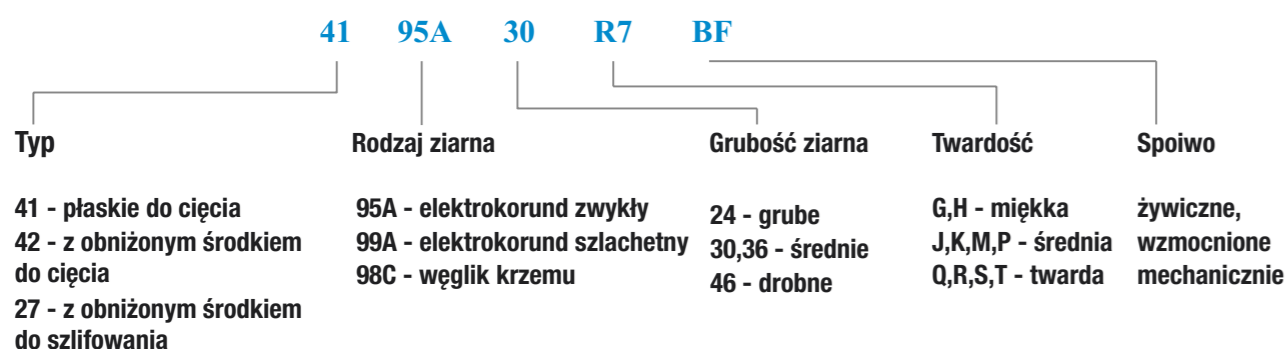 41 95A 30 R7 BF
Typ Rodzaj ziarna Grubość ziarna Twardość Spoiwo
41 - płaskie do cięcia
42 - z obniżonym środkiem
do cięcia
27 - z obniżonym środkiem
do szlifowania
95A - elektrokorund zwykły
99A - elektrokorund szlachetny
98C - węglik krzemu
24 - grube
30,36 - średnie
46 - drobne
G,H - miękka
J,K,M,P - średnia
Q,R,S,T - twarda
żywiczne,
wzmocnione
mechanicznie